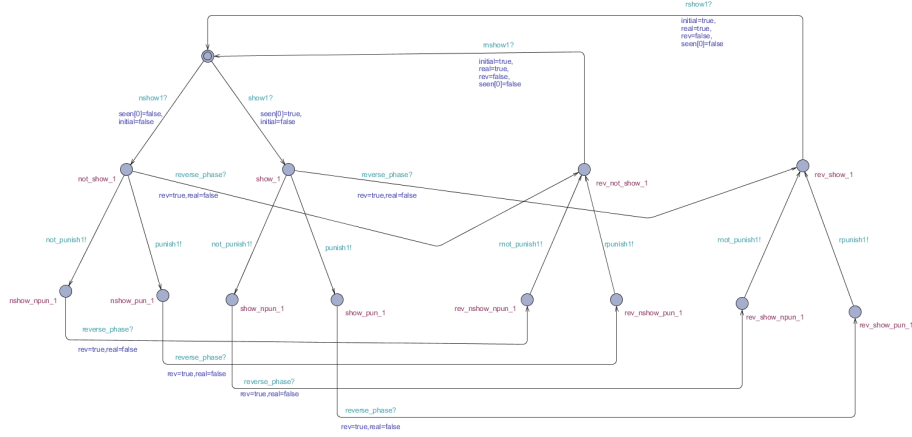 rshow1?
initial=true,
real=true,
rev=false,
seen[0]=false
rnshow1?
initial=true,
real=true,
rev=false,
seen[0]=false
nshow1?
seen[0]=false,
initial=false
show1?
seen[0]=true,
initial=false
not_show_1
reverse_phase?
rev=true,real=false
show_1
reverse_phase?
rev=true,real=false
rev_not_show_1
rev_show_1
not_punish1!
punish1!
not_punish1!
punish1!
rnot_punish1!
rpunish1!
rnot_punish1!
rpunish1!
nshow_npun_1
nshow_pun_1
show_npun_1
show_pun_1
rev_nshow_npun_1
rev_nshow_pun_1
rev_show_npun_1
rev_show_pun_1
reverse_phase?
rev=true,real=false
reverse_phase?
rev=true,real=false
reverse_phase?
rev=true,real=false
reverse_phase?
rev=true,real=false